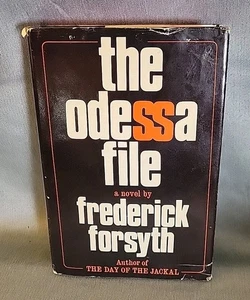 the
odessa
file
a novel by
frederick
forsyth
Author of
THE DAY OF THE JACKAL